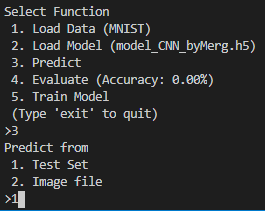 Select Function
1. Load Data (MNIST)
2. Load Model (model_CNN_byMerg.h5)
3. Predict
4. Evaluate (Accuracy: 0.00%)
5. Train Model
(Type 'exit' to quit)
>3
Predict from
1. Test Set
2. Image file
>1